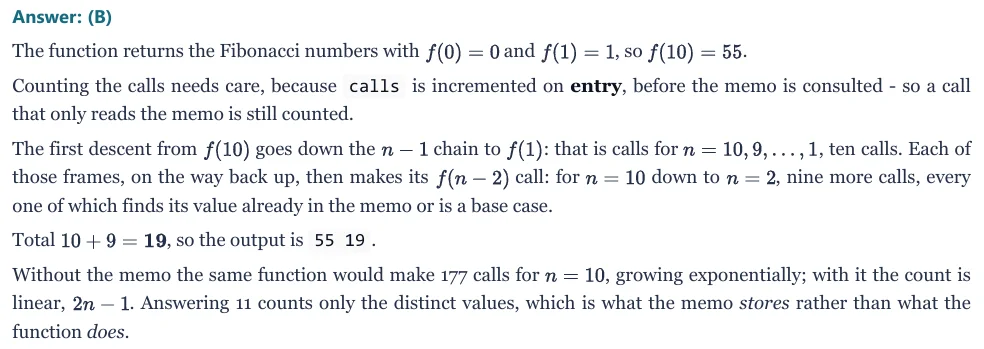 Answer: (B)
The function returns the Fibonacci numbers with f(0) = 0 and f(1) = 1, so f(10) = 55.
Counting the calls needs care, because calls is incremented on entry, before the memo is consulted - so a call
that only reads the memo is still counted.
The first descent from f(10) goes down the n − 1 chain to f(1): that is calls for n = 10, 9, . . . , 1, ten calls. Each of
those frames, on the way back up, then makes its f(n − 2) call: for n = 10 down to n = 2, nine more calls, every
one of which finds its value already in the memo or is a base case.
Total 10 + 9 = 19, so the output is 55 19 .
Without the memo the same function would make 177 calls for n = 10, growing exponentially; with it the count is
linear, 2n − 1. Answering 11 counts only the distinct values, which is what the memo stores rather than what the
function does.